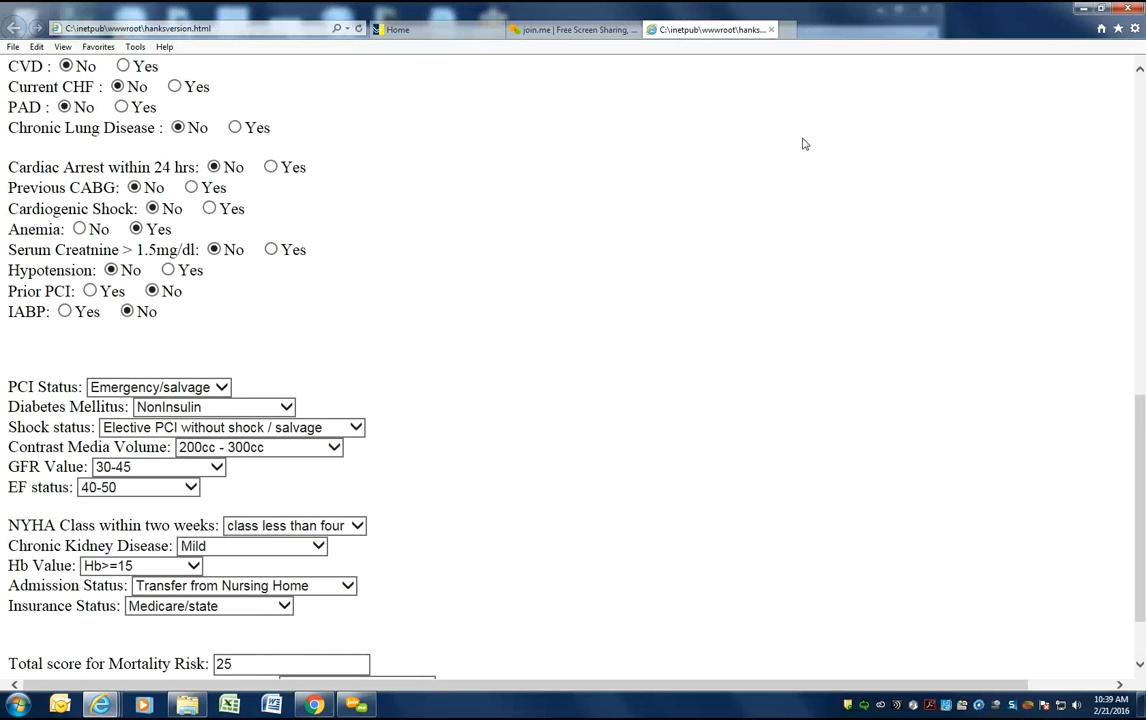 C:\inetpub\wwwroot\hanksversion.html
Home
join.me | Free Screen Sharing, ...
C:\inetpub\wwwroot\hanks...
File Edit View Favorites Tools Help
CVD : No Yes
Current CHF : No Yes
PAD : No Yes
Chronic Lung Disease : No Yes
Cardiac Arrest within 24 hrs: No Yes
Previous CABG: No Yes
Cardiogenic Shock: No Yes
Anemia: No Yes
Serum Creatnine > 1.5mg/dl: No Yes
Hypotension: No Yes
Prior PCI: Yes No
IABP: Yes No
PCI Status: Emergency/salvage
Diabetes Mellitus: NonInsulin
Shock status: Elective PCI without shock / salvage
Contrast Media Volume: 200cc - 300cc
GFR Value: 30-45
EF status: 40-50
NYHA Class within two weeks: class less than four
Chronic Kidney Disease: Mild
Hb Value: Hb>=15
Admission Status: Transfer from Nursing Home
Insurance Status: Medicare/state
Total score for Mortality Risk: 25
10:39 AM
2/21/2016